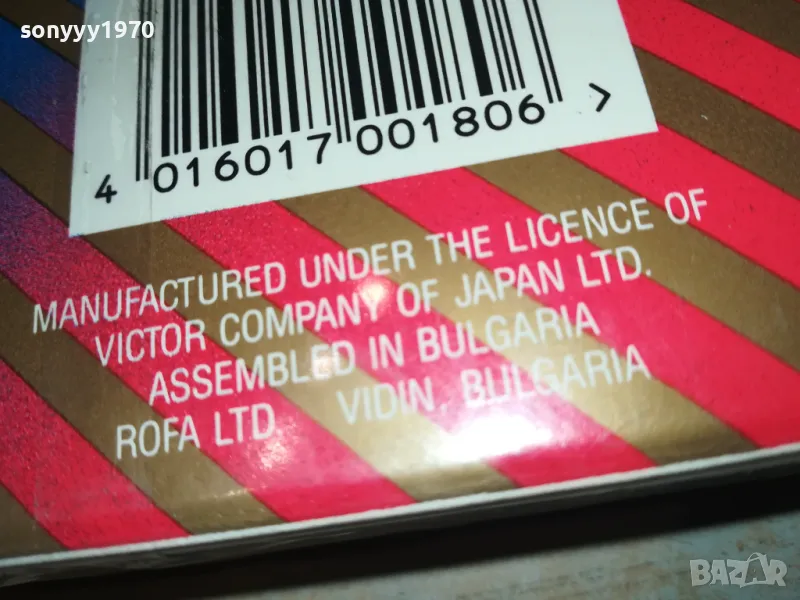 sonyyy1970
4 016017 001806 >
MANUFACTURED UNDER THE LICENCE OF
VICTOR COMPANY OF JAPAN LTD.
ASSEMBLED IN BULGARIA
ROFA LTD VIDIN, BULGARIA
BAZAR